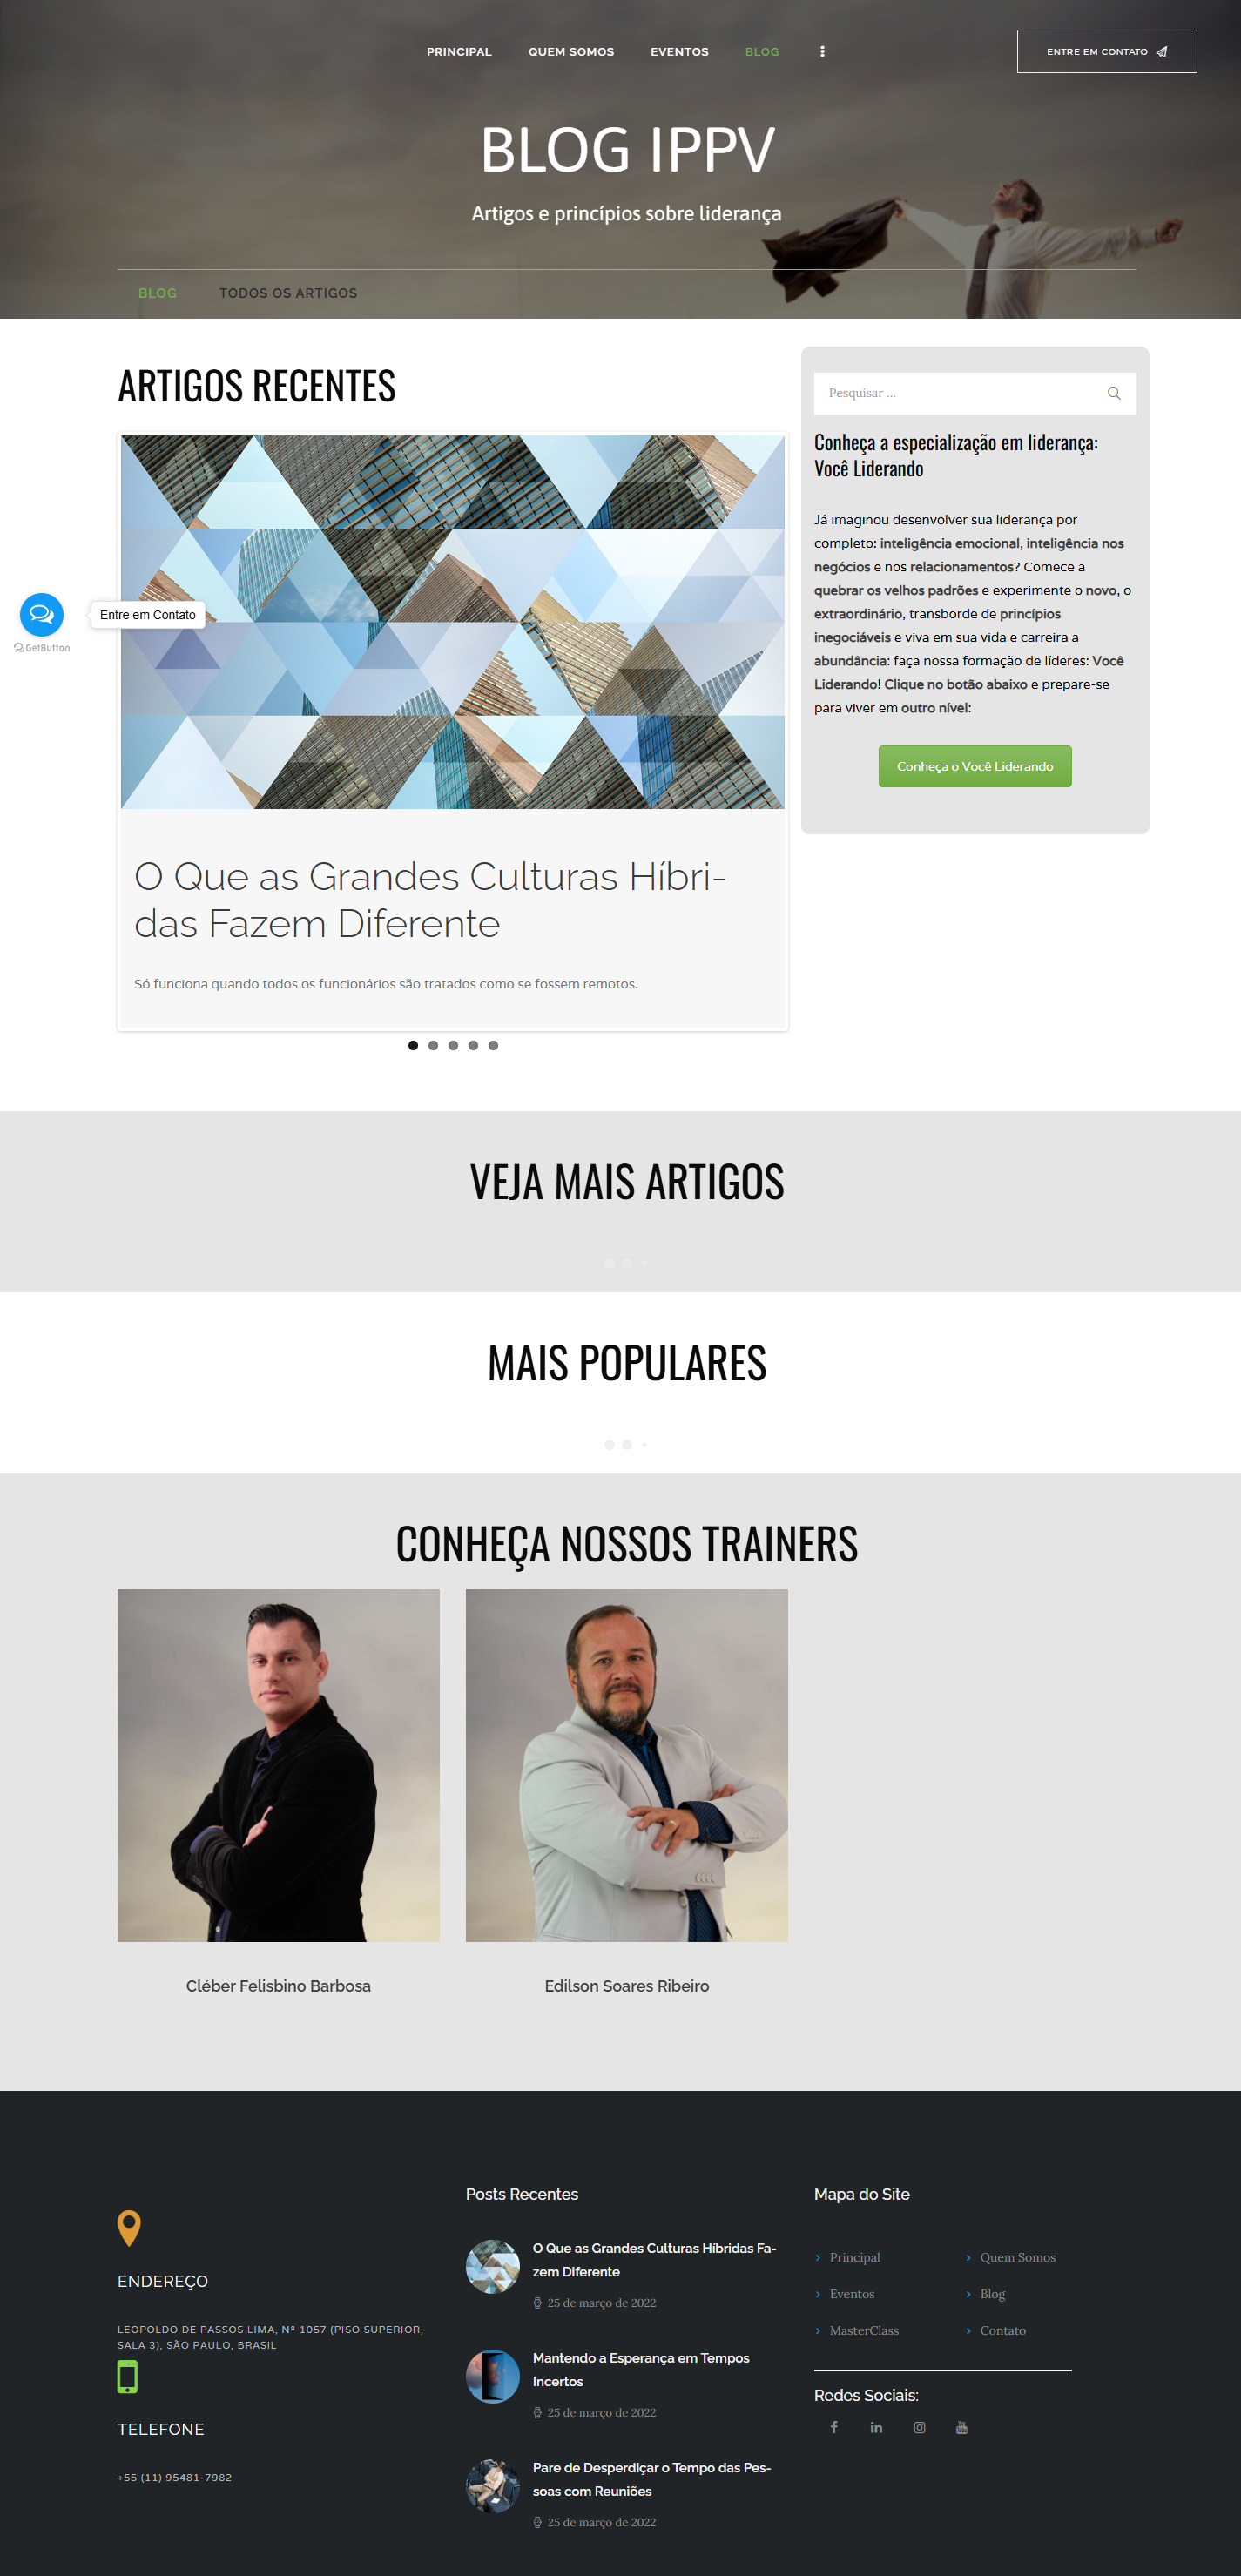 PRINCIPAL
QUEM SOMOS
EVENTOS
BLOG
ENTRE EM CONTATO
BLOG IPPV
Artigos e princípios sobre liderança
BLOG
TODOS OS ARTIGOS
ARTIGOS RECENTES
O Que as Grandes Culturas Híbri-
das Fazem Diferente
Só funciona quando todos os funcionários são tratados como se fossem remotos.
Entre em Contato
GetButton
Pesquisar ...
Conheça a especialização em liderança:
Você Liderando
Já imaginou desenvolver sua liderança por
completo: inteligência emocional, inteligência nos
negócios e nos relacionamentos? Comece a
quebrar os velhos padrões e experimente o novo, o
extraordinário, transborde de princípios
inegociáveis e viva em sua vida e carreira a
abundância: faça nossa formação de líderes: Você
Liderando! Clique no botão abaixo e prepare-se
para viver em outro nível:
Conheça o Você Liderando
VEJA MAIS ARTIGOS
MAIS POPULARES
CONHEÇA NOSSOS TRAINERS
Cléber Felisbino Barbosa
Edilson Soares Ribeiro
ENDEREÇO
LEOPOLDO DE PASSOS LIMA, Nº 1057 (PISO SUPERIOR,
SALA 3), SÃO PAULO, BRASIL
TELEFONE
+55 (11) 95481-7982
Posts Recentes
O Que as Grandes Culturas Híbridas Fa-
zem Diferente
25 de março de 2022
Mantendo a Esperança em Tempos
Incertos
25 de março de 2022
Pare de Desperdiçar o Tempo das Pes-
soas com Reuniões
25 de março de 2022
Mapa do Site
Principal
Quem Somos
Eventos
Blog
MasterClass
Contato
Redes Sociais: